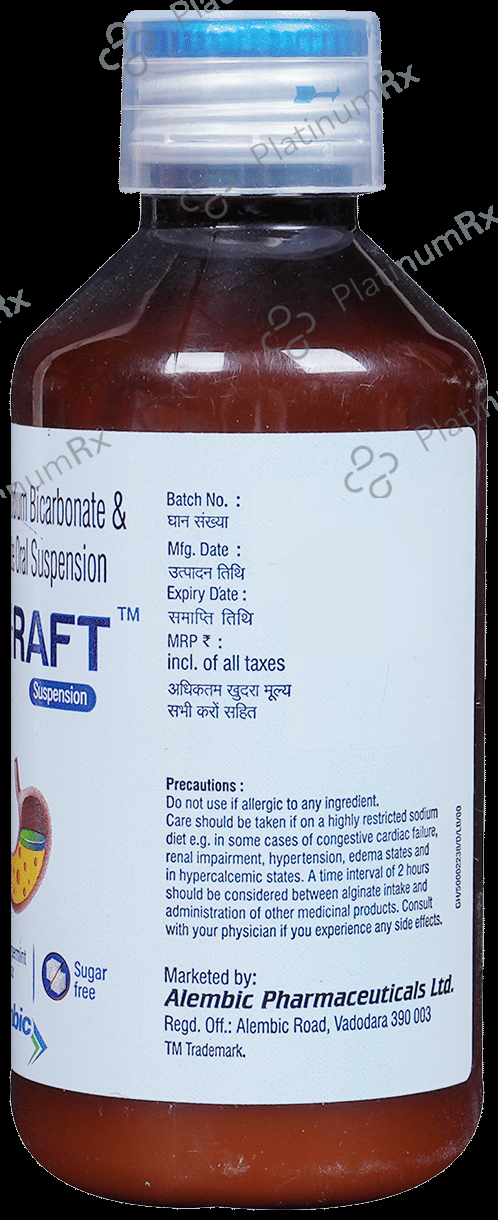 Bicarbonate &
Oral Suspension
RAFT™
Suspension
Sugar
free
Batch No. :
घान संख्या
Mfg. Date :
उत्पादन तिथि
Expiry Date :
समाप्ति तिथि
MRP ₹ :
incl. of all taxes
अधिकतम खुदरा मूल्य
सभी करों सहित
Precautions :
Do not use if allergic to any ingredient.
Care should be taken if on a highly restricted sodium
diet e.g. in some cases of congestive cardiac failure,
renal impairment, hypertension, edema states and
in hypercalcemic states. A time interval of 2 hours
should be considered between alginate intake and
administration of other medicinal products. Consult
with your physician if you experience any side effects.
Marketed by:
Alembic Pharmaceuticals Ltd.
Regd. Off.: Alembic Road, Vadodara 390 003
TM Trademark.
PlatinumRx
PlatinumRx
PlatinumRx